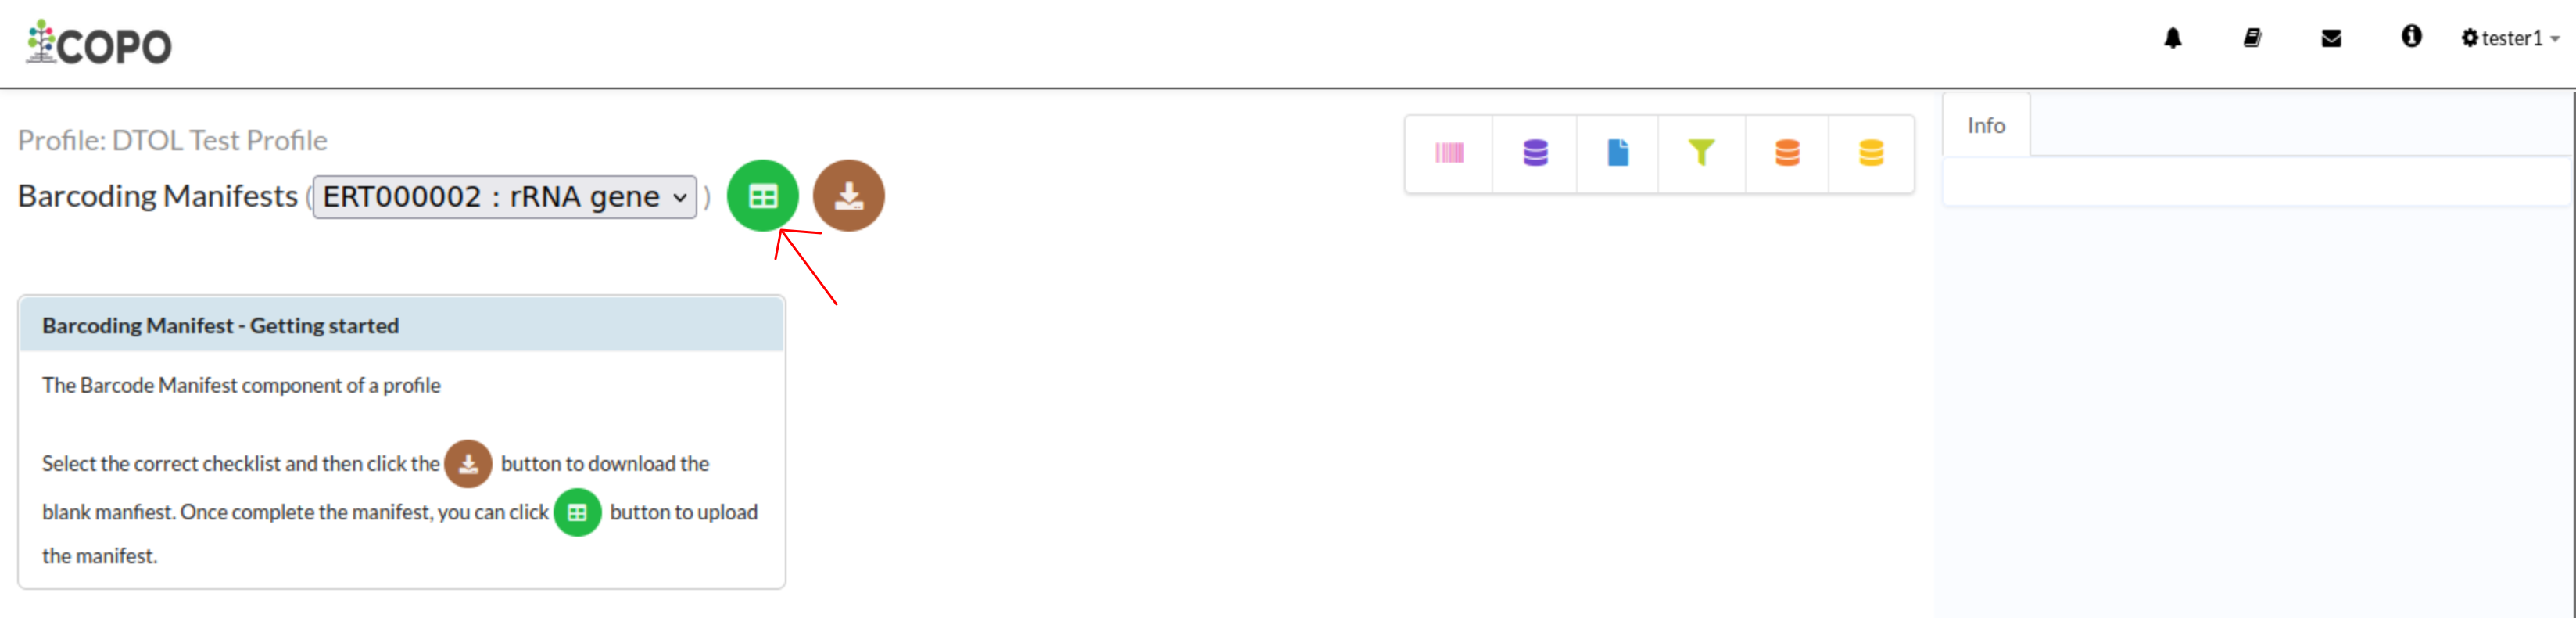 COPO
tester1
Profile: DTOL Test Profile
Info
Barcoding Manifests (ERT000002 : rRNA gene)
Barcoding Manifest - Getting started
The Barcode Manifest component of a profile
Select the correct checklist and then click the button to download the
blank manfiest. Once complete the manifest, you can click button to upload
the manifest.